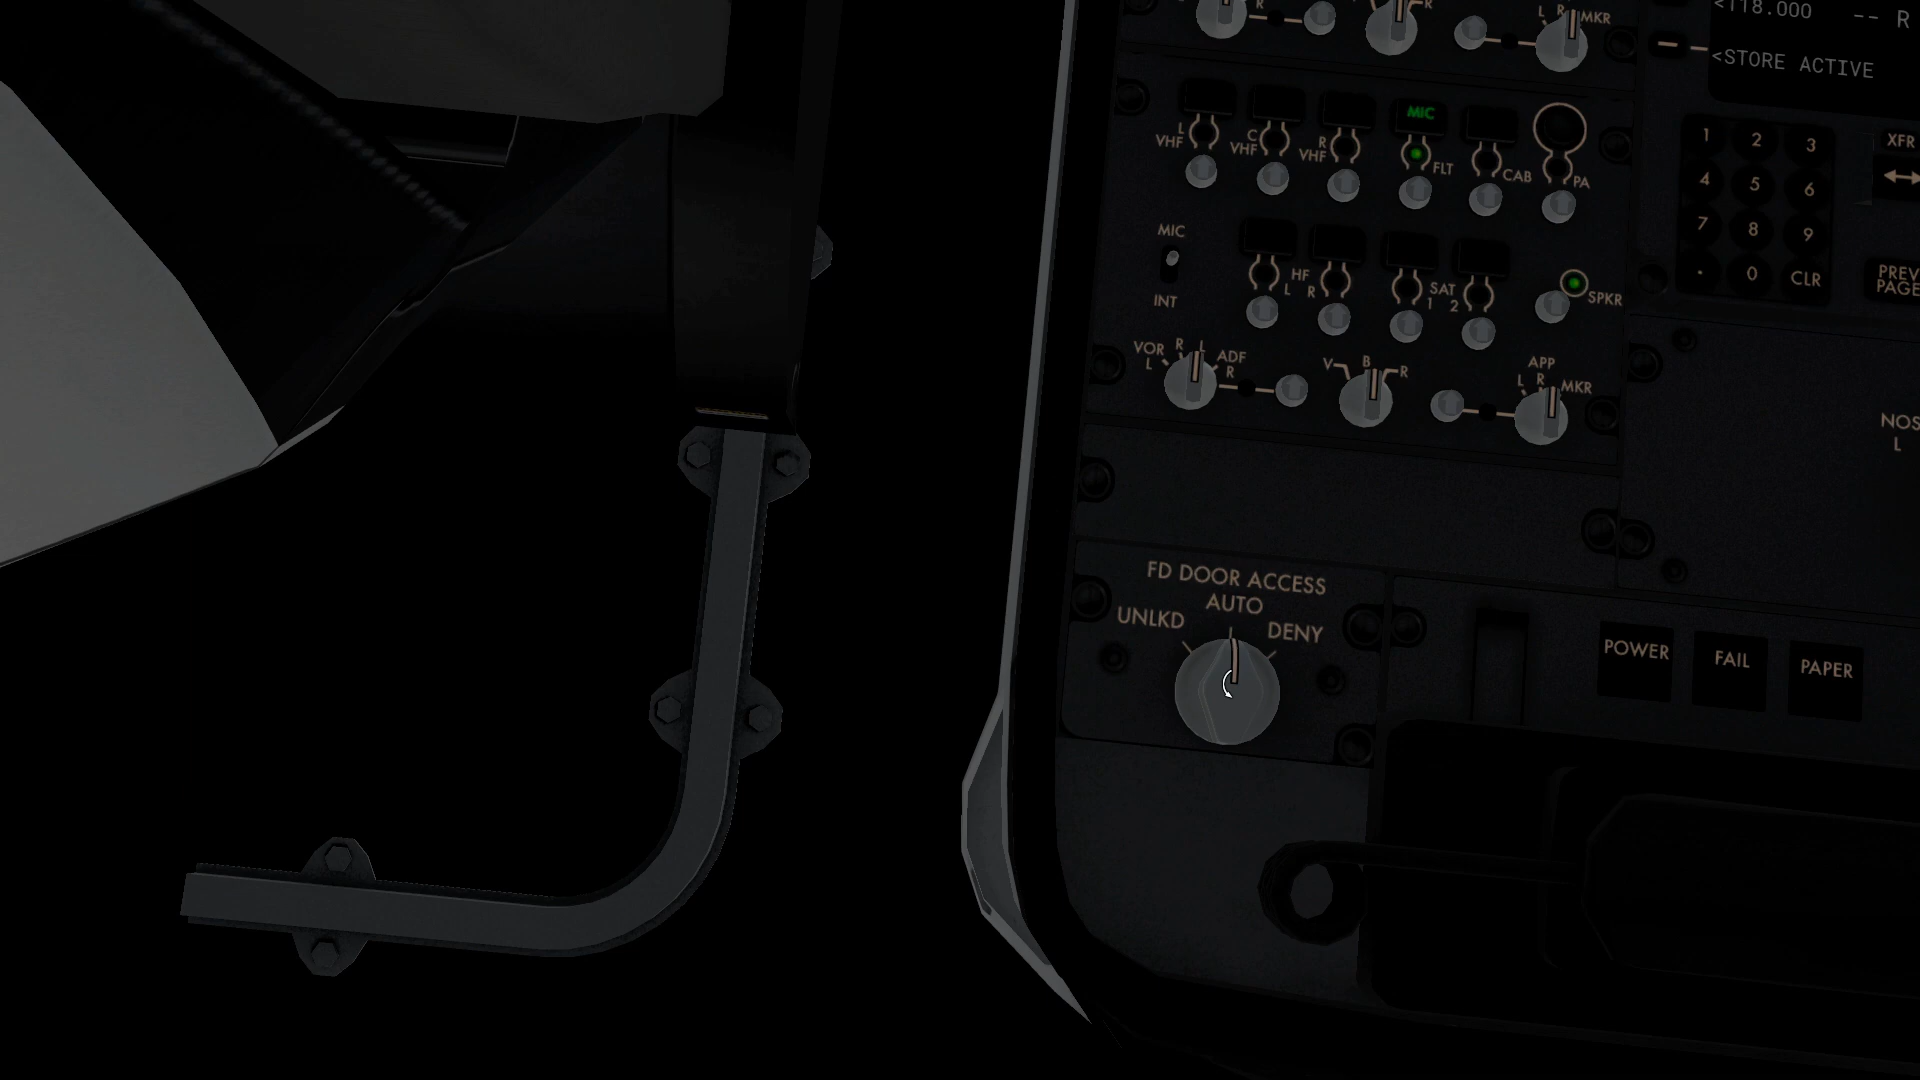 R
R
L R MKR
<118.000 -- R
<STORE ACTIVE
MIC
L
VHF
C
VHF
R
VHF
FLT
CAB
PA
1 2 3
4 5 6
7 8 9
. 0 CLR
XFR
PREV
PAGE
MIC
INT
HF
L R
SAT
1 2
SPKR
VOR
L R
L
ADF
R
V B R
APP
L R MKR
NOS
L
FD DOOR ACCESS
AUTO
UNLKD
DENY
POWER
FAIL
PAPER